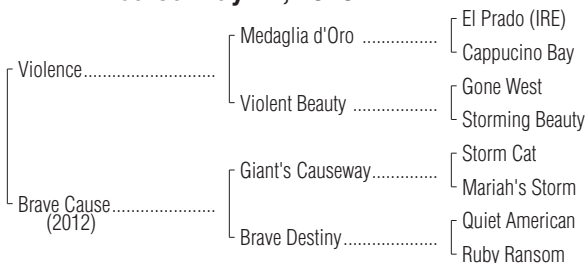 El Prado (IRE)
Medaglia d'Oro ..................
Cappucino Bay
Violence...........................
Gone West
Violent Beauty ...................
Storming Beauty
Storm Cat
Giant's Causeway................
Mariah's Storm
Brave Cause.....................
(2012)
Quiet American
Brave Destiny.....................
Ruby Ransom